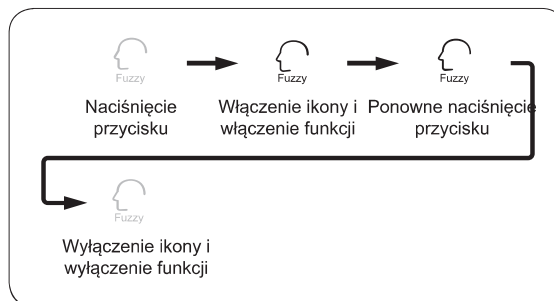 Fuzzy
Naciśnięcie
przycisku
Fuzzy
Włączenie ikony i
włączenie funkcji
Fuzzy
Ponowne naciśnięcie
przycisku
Fuzzy
Wyłączenie ikony i
wyłączenie funkcji